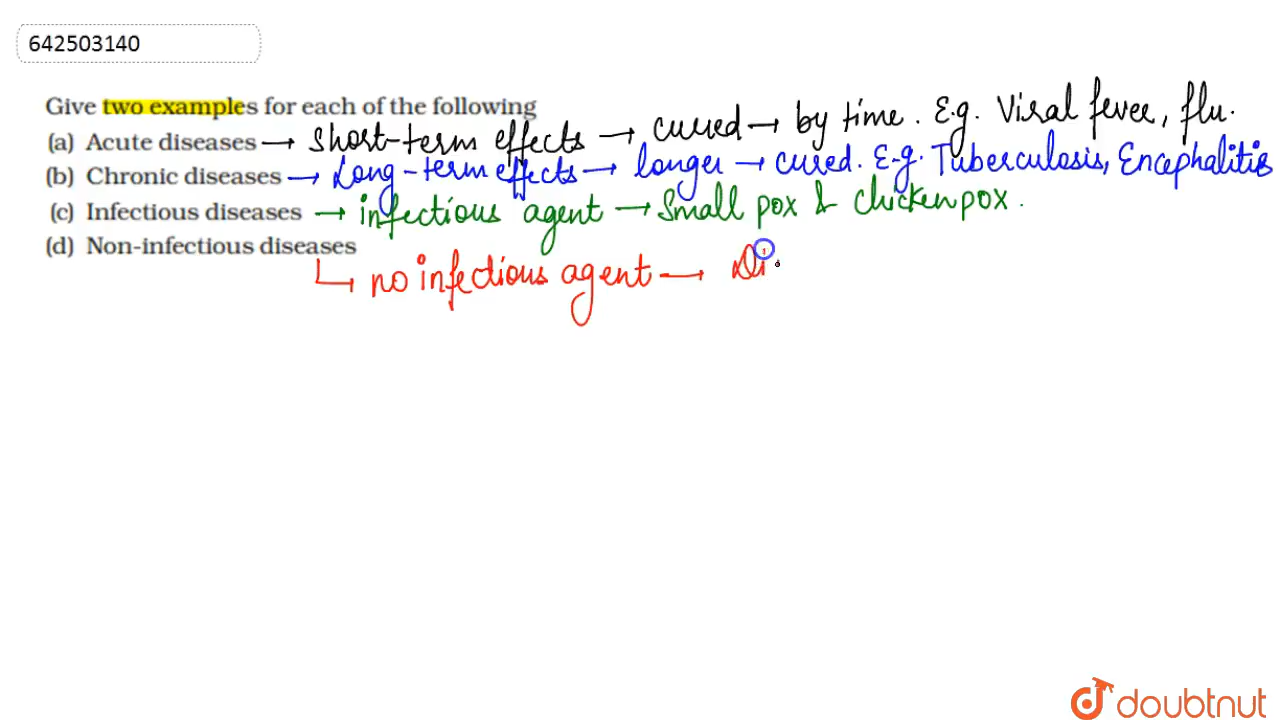 642503140
Give two examples for each of the following
(a) Acute diseases → Short-term effects → cured → by time. E.g. Viral fever, flu.
(b) Chronic diseases → Long-term effects → longer → cured. E.g. Tuberculosis, Encephalitis
(c) Infectious diseases → infectious agent → Small pox & chickenpox.
(d) Non-infectious diseases
↳ no infectious agent → Di
doubtnut